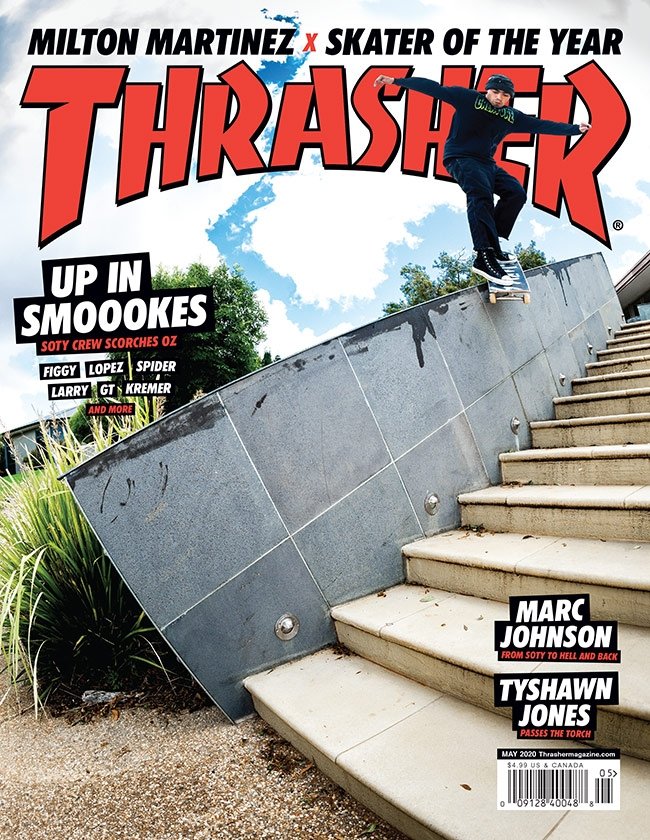 MILTON MARTINEZ X SKATER OF THE YEAR
THRASHER®
CREATURE
UP IN
SMOOOKES
SOTY CREW SCORCHES OZ
FIGGY LOPEZ SPIDER
LARRY GT KREMER
AND MORE
MARC
JOHNSON
FROM SOTY TO HELL AND BACK
TYSHAWN
JONES
PASSES THE TORCH
MAY 2020 Thrashermagazine.com
$4.99 US & CANADA
05>
0 09128 40048 8